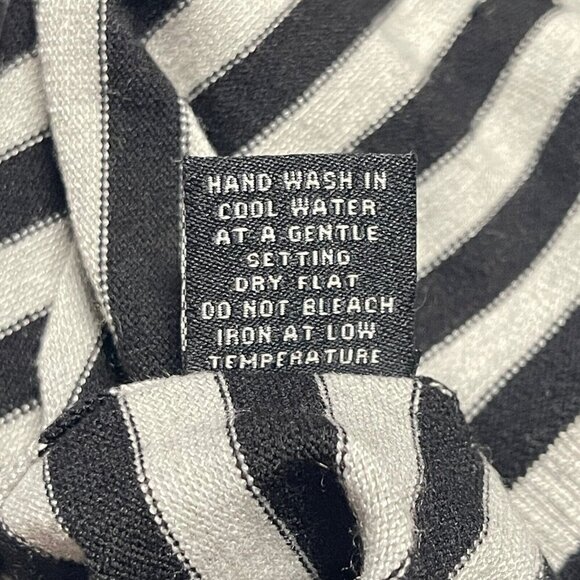 HAND WASH IN
COOL WATER
AT A GENTLE
SETTING
DRY FLAT
DO NOT BLEACH
IRON AT LOW
TEMPERATURE